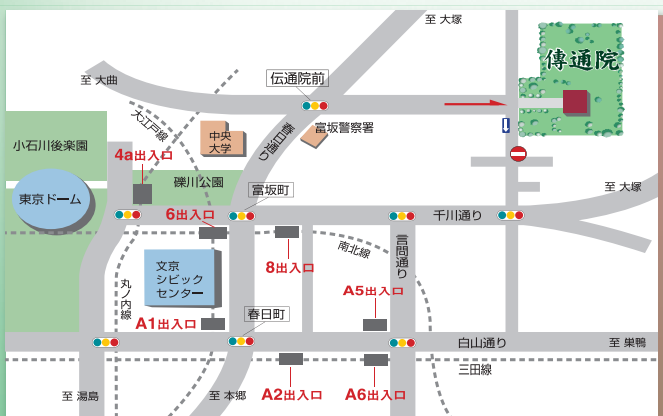 至 大塚
傳通院
至 大曲
伝通院前
大江戸線
中央
大学
春日通り
富坂警察署
小石川後楽園
4a出入口
礫川公園
富坂町
至 大塚
東京ドーム
6出入口
千川通り
8出入口
南北線
言問通り
文京
シビック
センター
丸ノ内線
A5出入口
A1出入口
春日町
白山通り
至 巣鴨
三田線
至 湯島
至 本郷
A2出入口
A6出入口